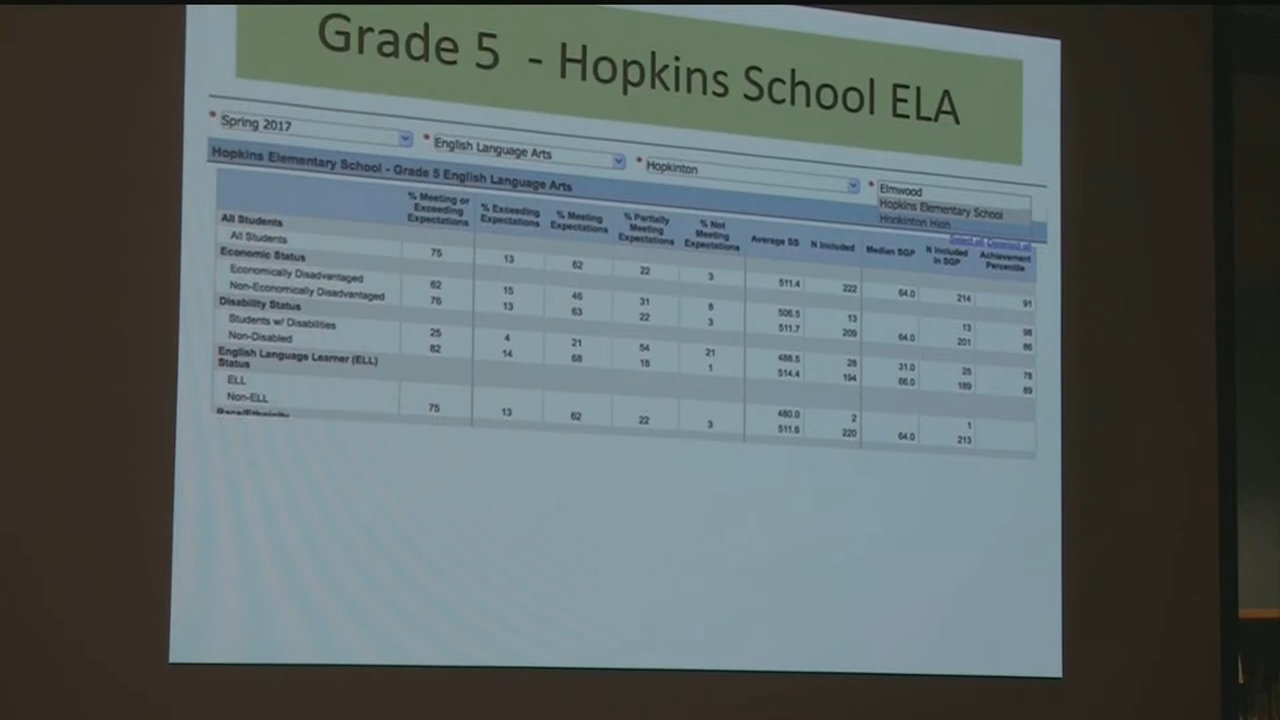 Grade 5 - Hopkins School ELA
* Spring 2017 * English Language Arts * Hopkinton * Elmwood
Hopkins Elementary School
Hopkinton High
Select all Deselect all
Hopkins Elementary School - Grade 5 English Language Arts
% Meeting or Exceeding Expectations % Exceeding Expectations % Meeting Expectations % Partially Meeting Expectations % Not Meeting Expectations Average SS N Included Median SGP N Included in SGP Achievement Percentile
All Students
All Students 75 13 62 22 3 511.4 222 64.0 214 91
Economic Status
Economically Disadvantaged 62 15 46 31 8 506.5 13 13 98
Non-Economically Disadvantaged 76 13 63 22 3 511.7 209 64.0 201 86
Disability Status
Students w/ Disabilities 25 4 21 54 21 488.5 28 31.0 25 78
Non-Disabled 82 14 68 18 1 514.4 194 66.0 189 89
English Language Learner (ELL)
Status
ELL 480.0 2 1
Non-ELL 75 13 62 22 3 511.6 220 64.0 213
Race/Ethnicity